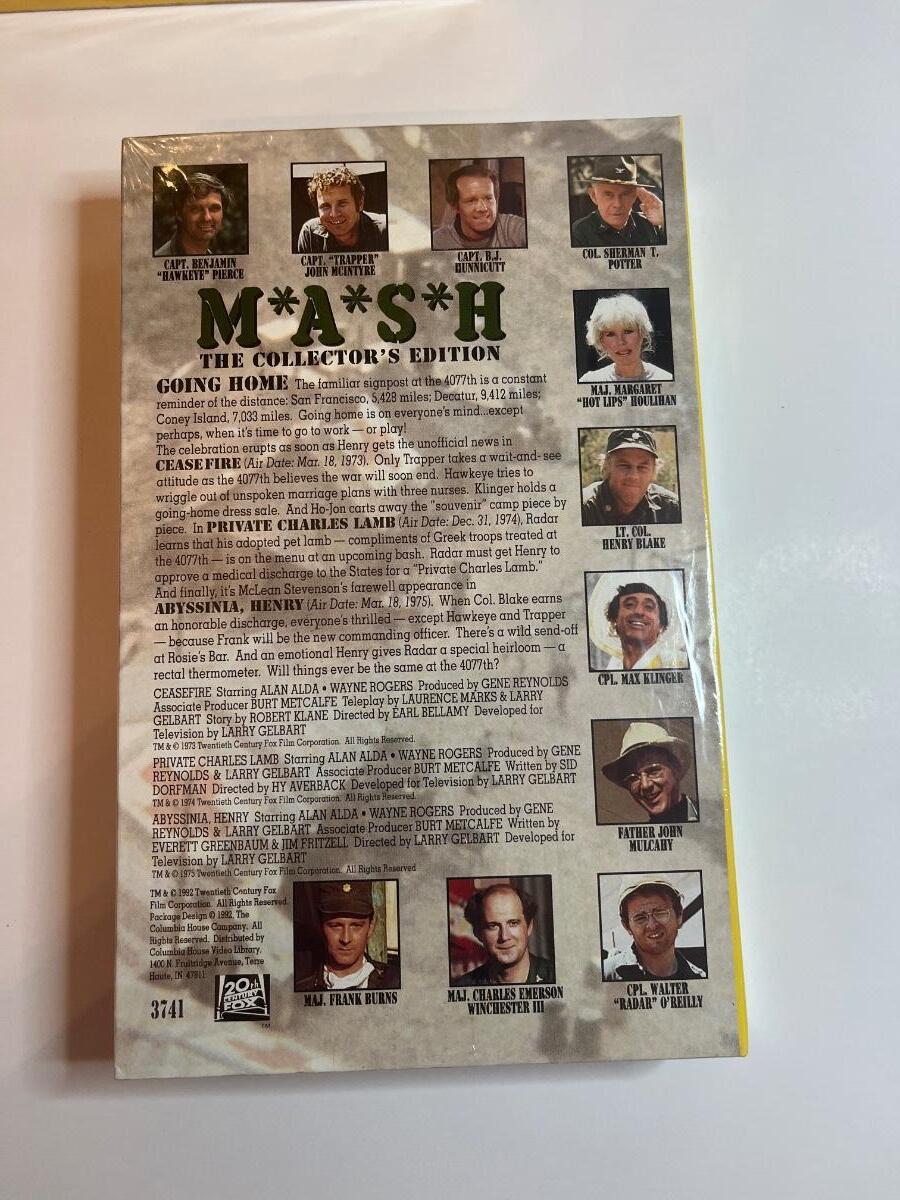 CAPT. BENJAMIN
"HAWKEYE" PIERCE
CAPT. "TRAPPER"
JOHN MCINTYRE
CAPT. B.J.
HUNNICUTT
COL. SHERMAN T.
POTTER
M*A*S*H
THE COLLECTOR'S EDITION
MAJ. MARGARET
"HOT LIPS" HOULIHAN
GOING HOME The familiar signpost at the 4077th is a constant
reminder of the distance: San Francisco, 5,428 miles; Decatur, 9,412 miles;
Coney Island, 7,033 miles. Going home is on everyone's mind...except
perhaps, when it's time to go to work — or play!
The celebration erupts as soon as Henry gets the unofficial news in
CEASEFIRE (Air Date: Mar. 18, 1973). Only Trapper takes a wait-and-see
attitude as the 4077th believes the war will soon end. Hawkeye tries to
wriggle out of unspoken marriage plans with three nurses. Klinger holds a
going-home dress sale. And Ho-Jon carts away the "souvenir" camp piece by
piece. In PRIVATE CHARLES LAMB (Air Date: Dec. 31, 1974), Radar
learns that his adopted pet lamb — compliments of Greek troops treated at
the 4077th — is on the menu at an upcoming bash. Radar must get Henry to
approve a medical discharge to the States for a "Private Charles Lamb."
And finally, it's McLean Stevenson's farewell appearance in
ABYSSINIA, HENRY (Air Date: Mar. 18, 1975). When Col. Blake earns
an honorable discharge, everyone's thrilled — except Hawkeye and Trapper
— because Frank will be the new commanding officer. There's a wild send-off
at Rosie's Bar. And an emotional Henry gives Radar a special heirloom — a
rectal thermometer. Will things ever be the same at the 4077th?
LT. COL.
HENRY BLAKE
CPL. MAX KLINGER
CEASEFIRE Starring ALAN ALDA • WAYNE ROGERS Produced by GENE REYNOLDS
Associate Producer BURT METCALFE Teleplay by LAURENCE MARKS & LARRY
GELBART Story by ROBERT KLANE Directed by EARL BELLAMY Developed for
Television by LARRY GELBART
TM & © 1973 Twentieth Century Fox Film Corporation. All Rights Reserved.
PRIVATE CHARLES LAMB Starring ALAN ALDA • WAYNE ROGERS Produced by GENE
REYNOLDS & LARRY GELBART Associate Producer BURT METCALFE Written by SID
DORFMAN Directed by HY AVERBACK Developed for Television by LARRY GELBART
TM & © 1974 Twentieth Century Fox Film Corporation. All Rights Reserved.
ABYSSINIA, HENRY Starring ALAN ALDA • WAYNE ROGERS Produced by GENE
REYNOLDS & LARRY GELBART Associate Producer BURT METCALFE Written by
EVERETT GREENBAUM & JIM FRITZELL Directed by LARRY GELBART Developed for
Television by LARRY GELBART
TM & © 1975 Twentieth Century Fox Film Corporation. All Rights Reserved
FATHER JOHN
MULCAHY
TM & © 1992 Twentieth Century Fox
Film Corporation. All Rights Reserved.
Package Design © 1992, The
Columbia House Company. All
Rights Reserved. Distributed by
Columbia House Video Library,
1400 N. Fruitridge Avenue, Terre
Haute, IN 47811.
3741
20th
CENTURY
FOX
TM
MAJ. FRANK BURNS
MAJ. CHARLES EMERSON
WINCHESTER III
CPL. WALTER
"RADAR" O'REILLY